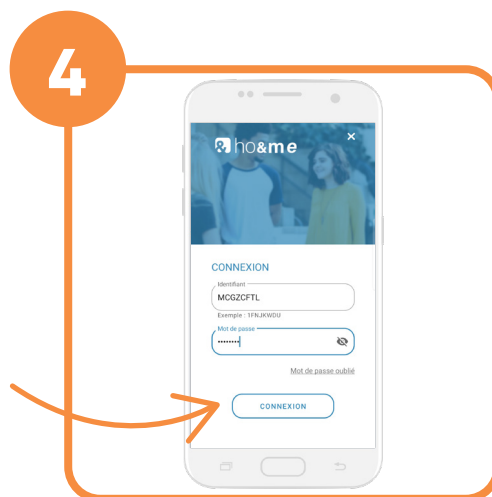 4
&ho&me
CONNEXION
Identifiant
MCGZCFTL
Exemple : 1FNJKWDU
Mot de passe
Mot de passe oublié
CONNEXION